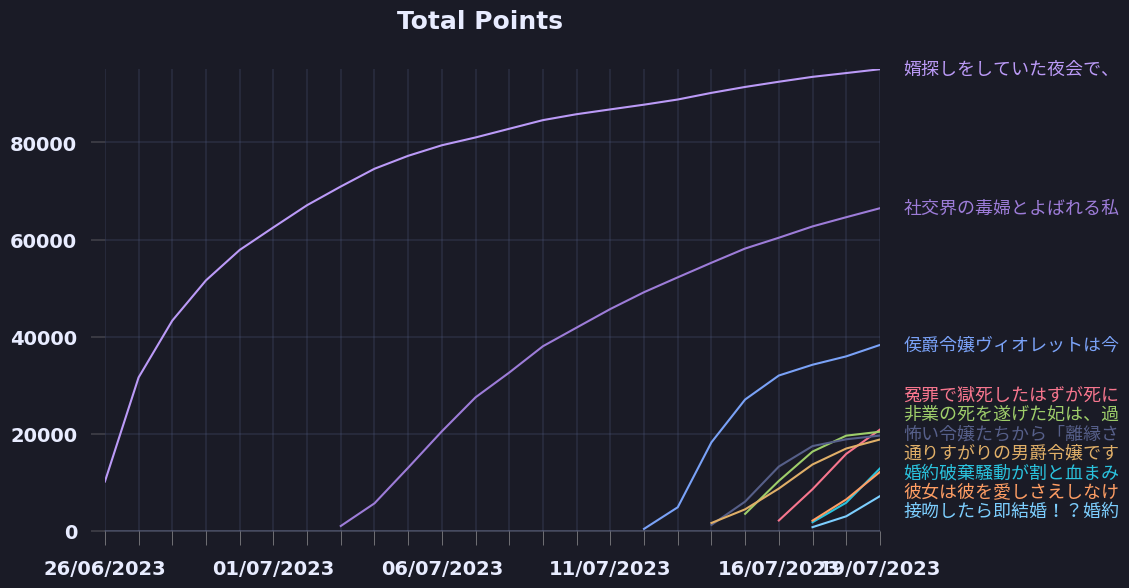 Total Points
婿探しをしていた夜会で、
80000
社交界の毒婦とよばれる私
60000
40000
侯爵令嬢ヴィオレットは今
冤罪で獄死したはずが死に
非業の死を遂げた妃は、過
20000
怖い令嬢たちから「離縁さ
通りすがりの男爵令嬢です
婚約破棄騒動が割と血まみ
彼女は彼を愛しさえしなけ
接吻したら即結婚！？婚約
0
26/06/2023
01/07/2023
06/07/2023
11/07/2023
16/07/2023
19/07/2023